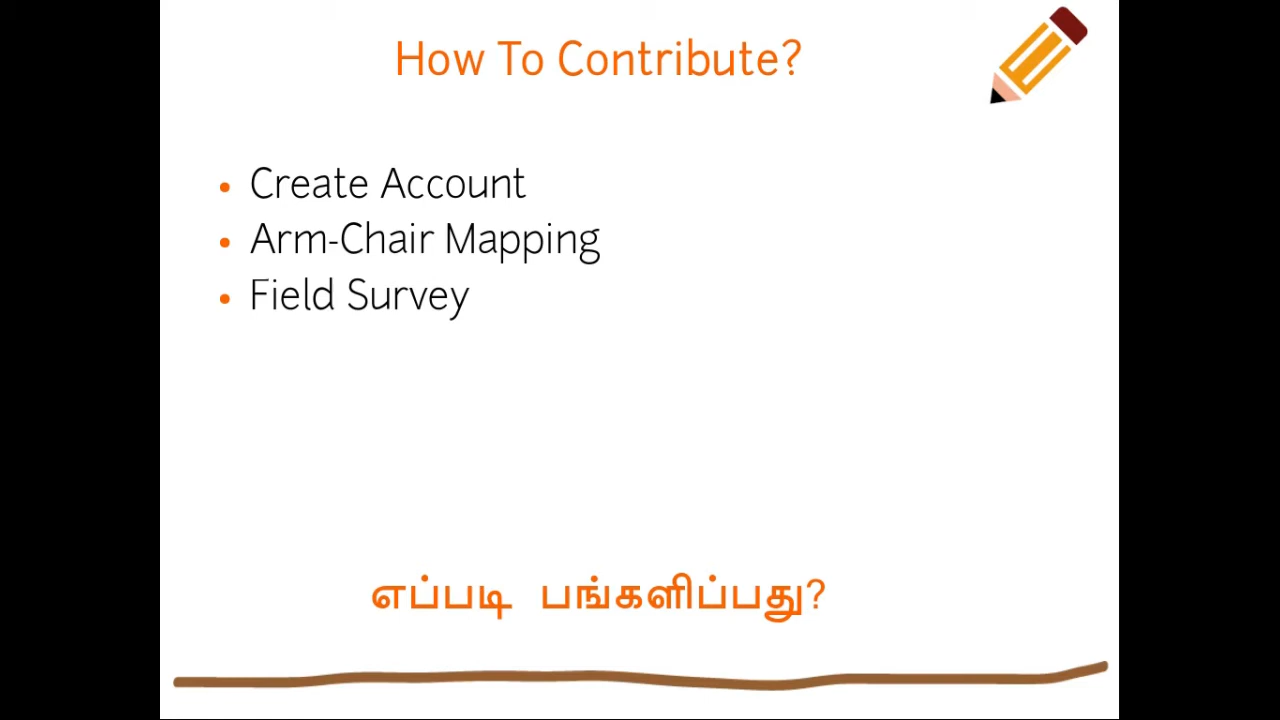 How To Contribute?
• Create Account
• Arm-Chair Mapping
• Field Survey
எப்படி பங்களிப்பது?